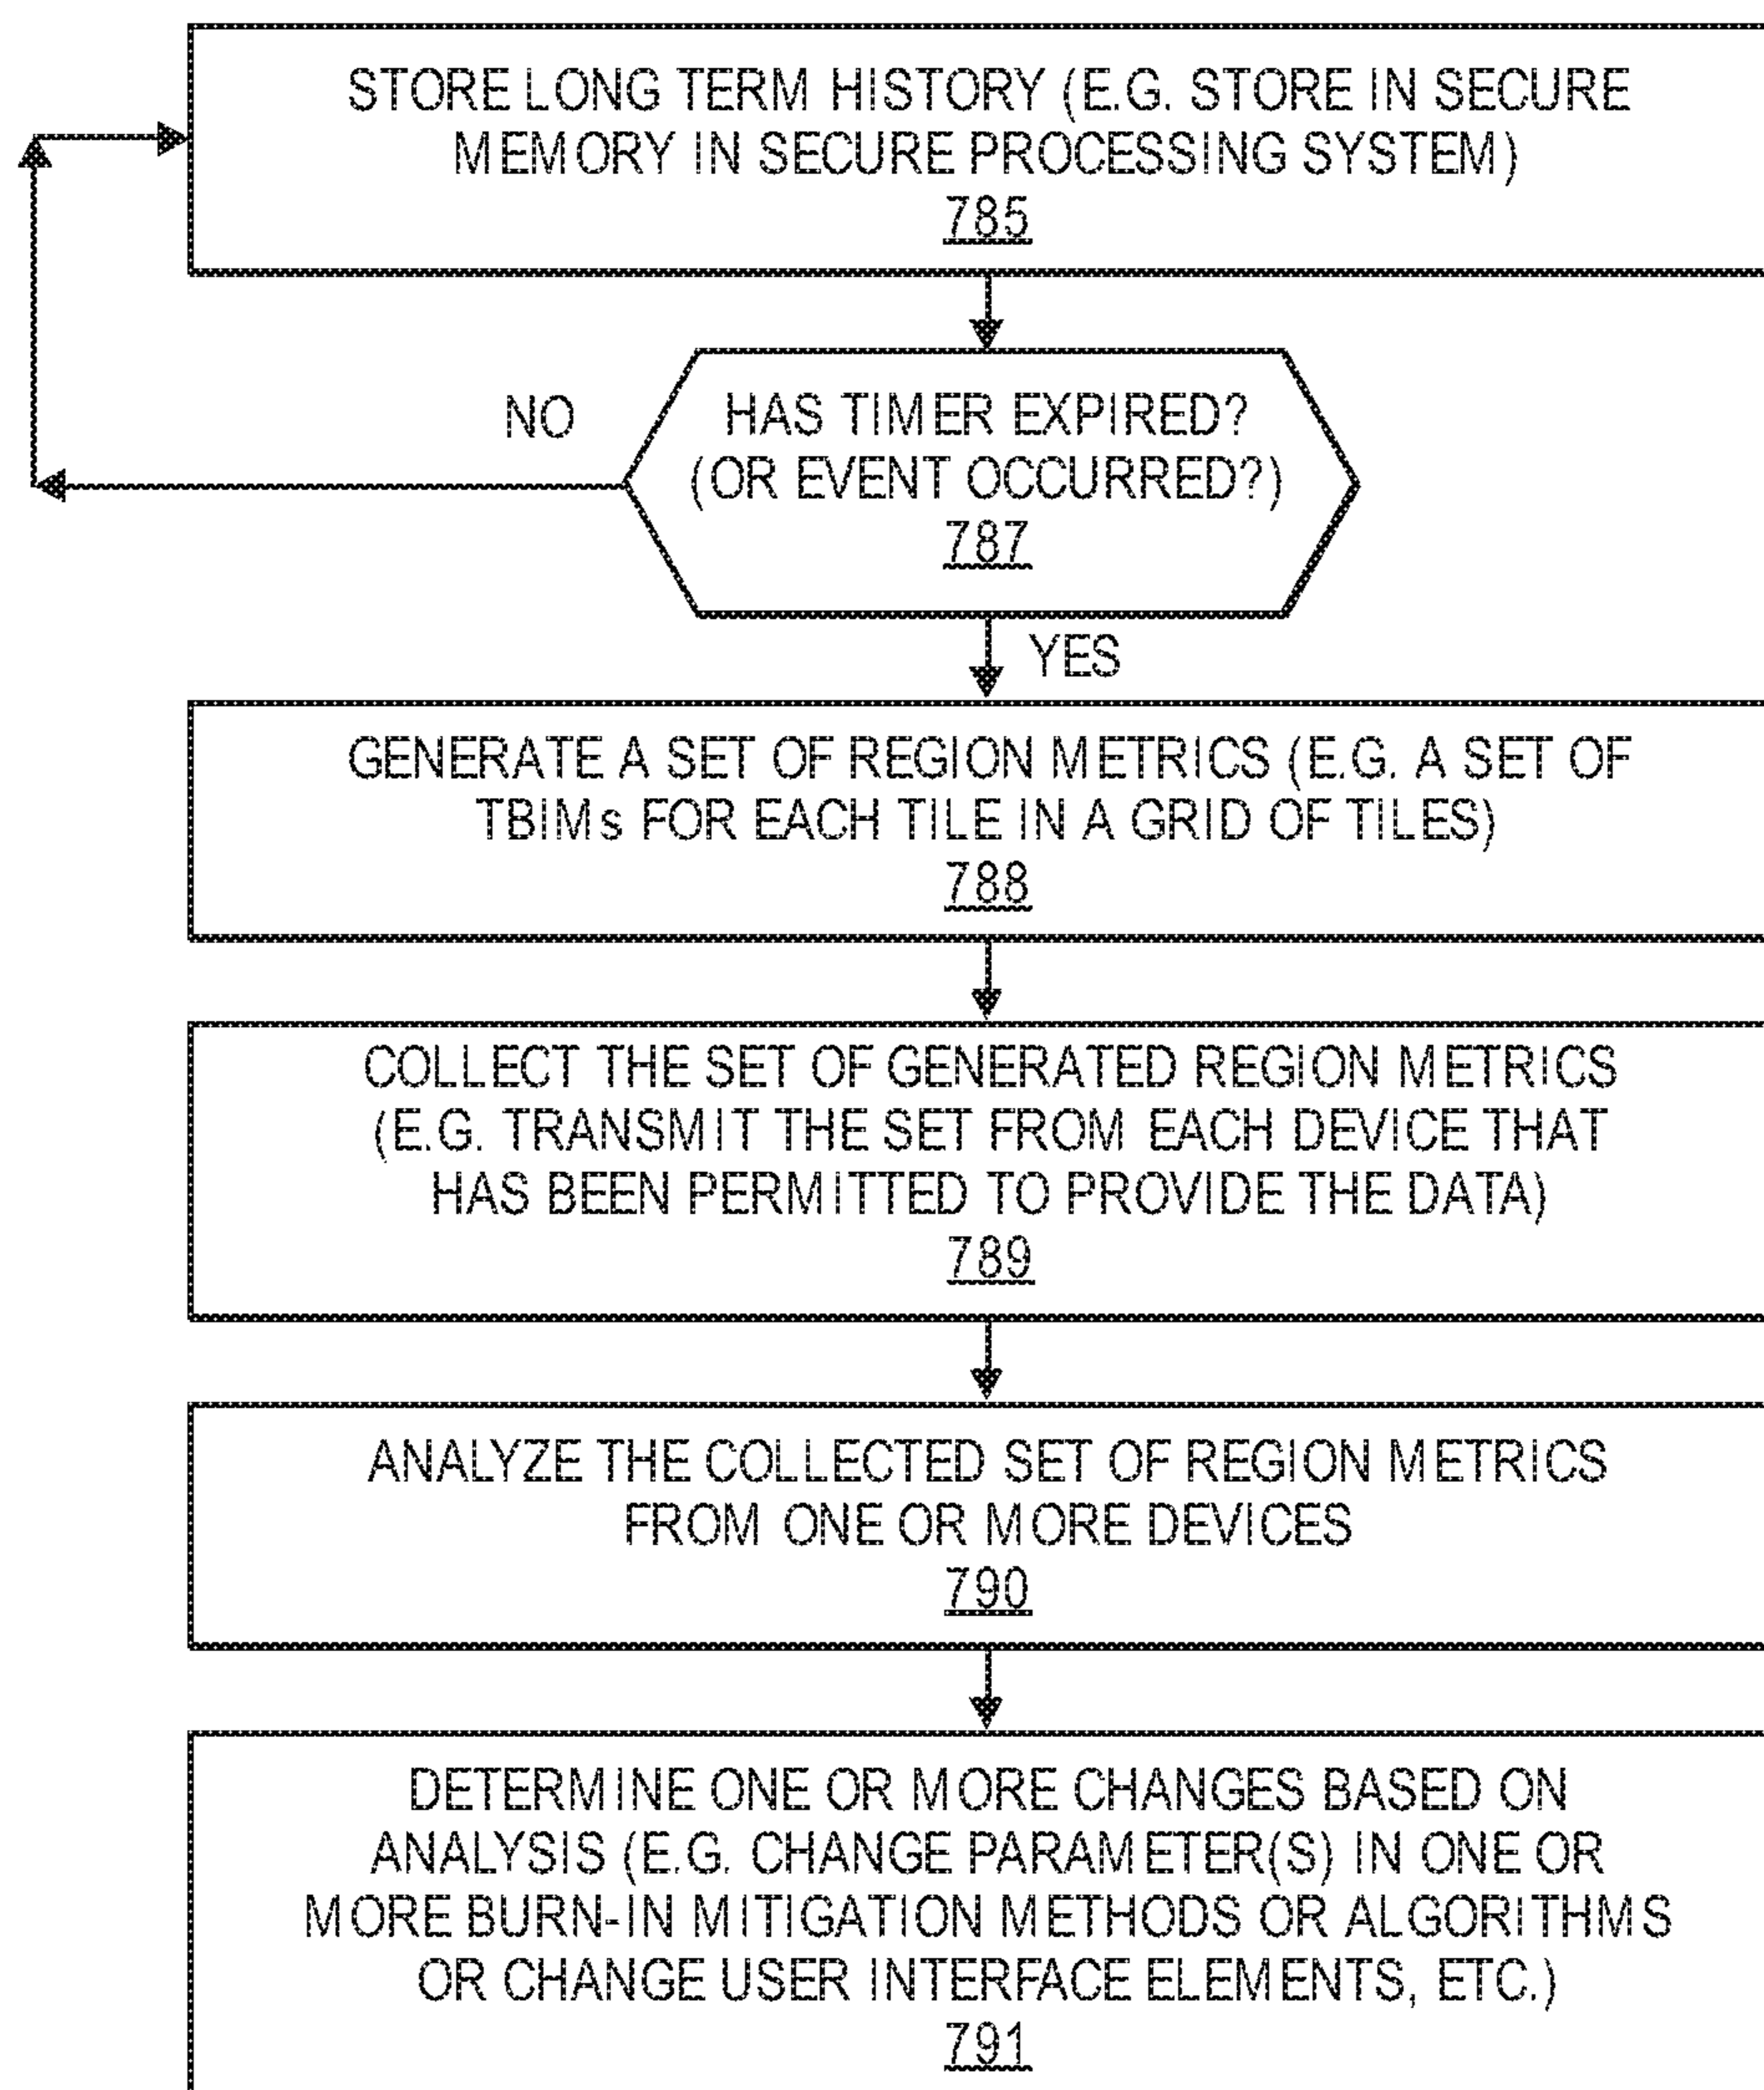 STORE LONG TERM HISTORY (E.G. STORE IN SECURE
MEMORY IN SECURE PROCESSING SYSTEM)
785
HAS TIMER EXPIRED?
(OR EVENT OCCURRED?)
787
NO
YES
GENERATE A SET OF REGION METRICS (E.G. A SET OF
TBIMs FOR EACH TILE IN A GRID OF TILES)
788
COLLECT THE SET OF GENERATED REGION METRICS
(E.G. TRANSMIT THE SET FROM EACH DEVICE THAT
HAS BEEN PERMITTED TO PROVIDE THE DATA)
789
ANALYZE THE COLLECTED SET OF REGION METRICS
FROM ONE OR MORE DEVICES
790
DETERMINE ONE OR MORE CHANGES BASED ON
ANALYSIS (E.G. CHANGE PARAMETER(S) IN ONE OR
MORE BURN-IN MITIGATION METHODS OR ALGORITHMS
OR CHANGE USER INTERFACE ELEMENTS, ETC.)
791